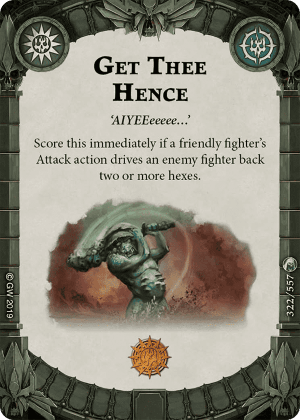 GET THEE
HENCE
‘AIYEEeeeee…’
Score this immediately if a friendly fighter’s
Attack action drives an enemy fighter back
two or more hexes.
© GW 2019
322/557